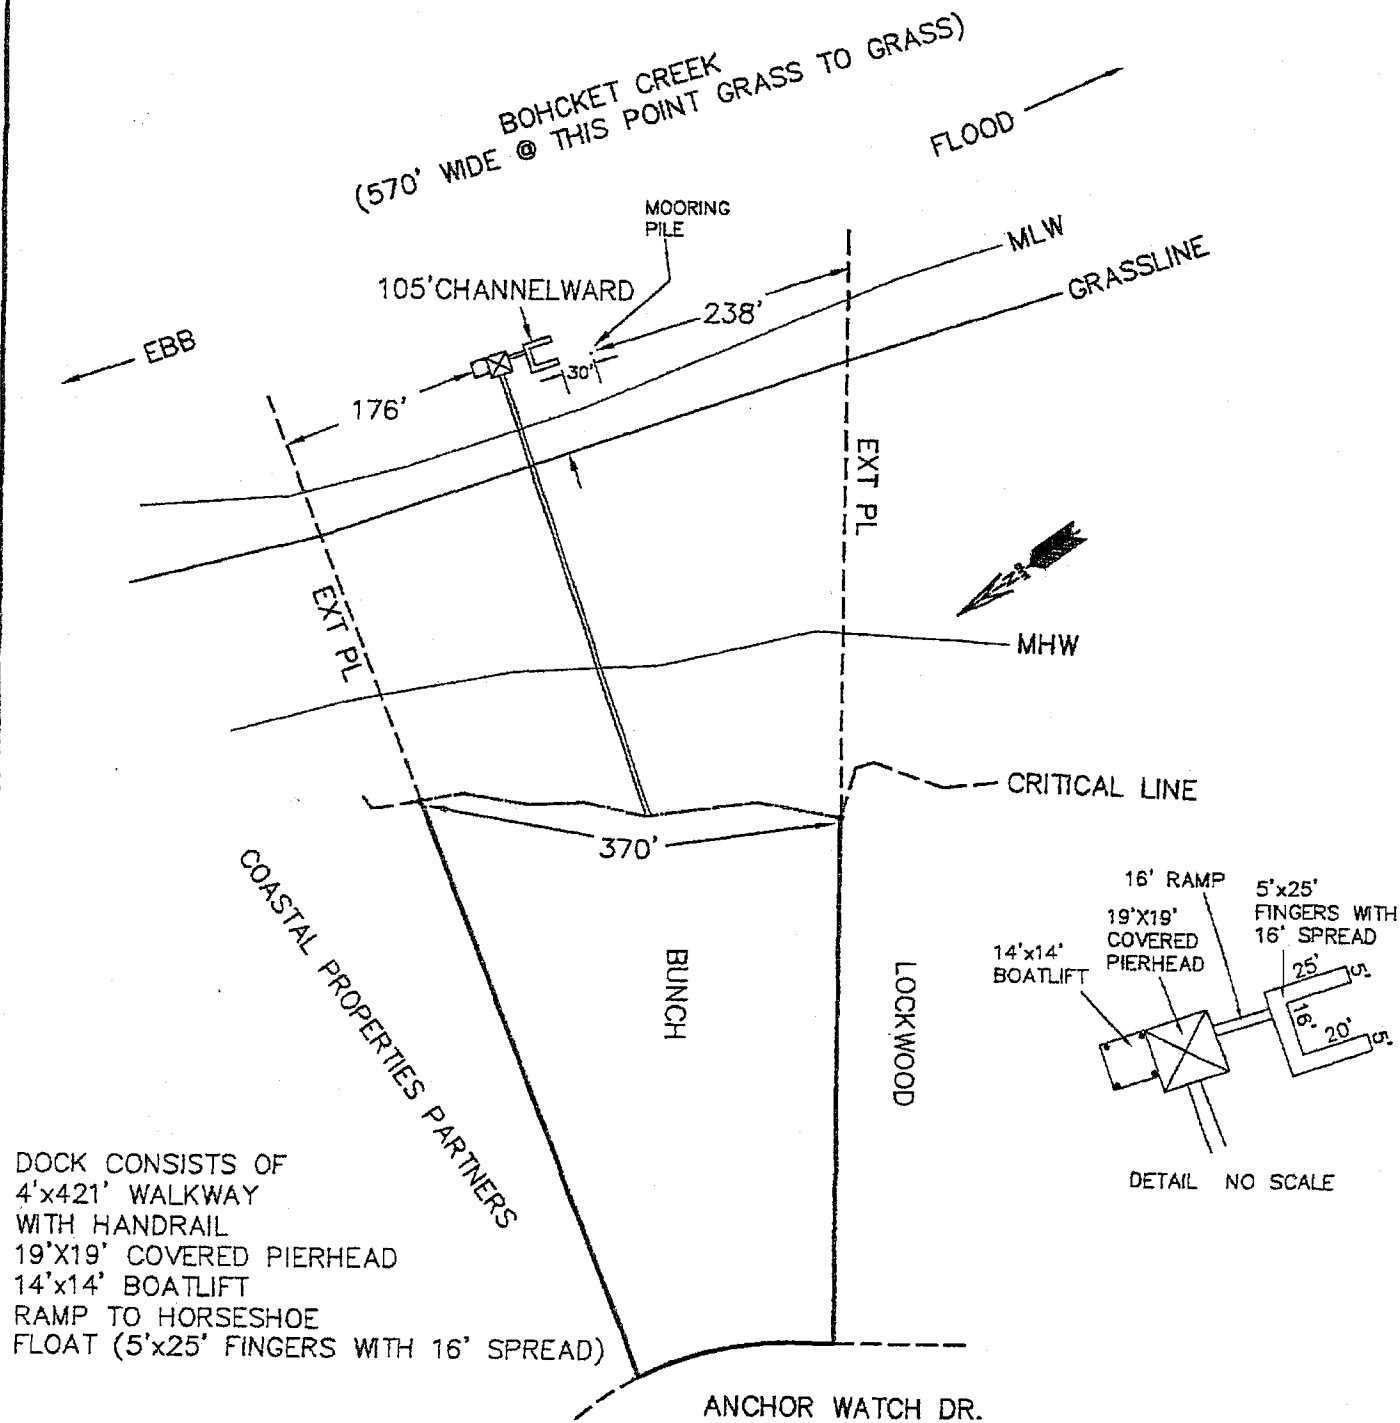 BOHCKET CREEK
(570' WIDE @ THIS POINT GRASS TO GRASS)
FLOOD
MOORING
PILE
MLW
105'CHANNELWARD
GRASSLINE
238'
EBB
30'
176'
EXT PL
EXT PL
MHW
CRITICAL LINE
370'
COASTAL PROPERTIES PARTNERS
BUNCH
LOCKWOOD
16' RAMP
5'x25'
FINGERS WITH
16' SPREAD
19'X19'
COVERED
PIERHEAD
14'x14'
BOATLIFT
25'
5'
16'
20'
5'
DETAIL NO SCALE
DOCK CONSISTS OF
4'x421' WALKWAY
WITH HANDRAIL
19'X19' COVERED PIERHEAD
14'x14' BOATLIFT
RAMP TO HORSESHOE
FLOAT (5'x25' FINGERS WITH 16' SPREAD)
ANCHOR WATCH DR.